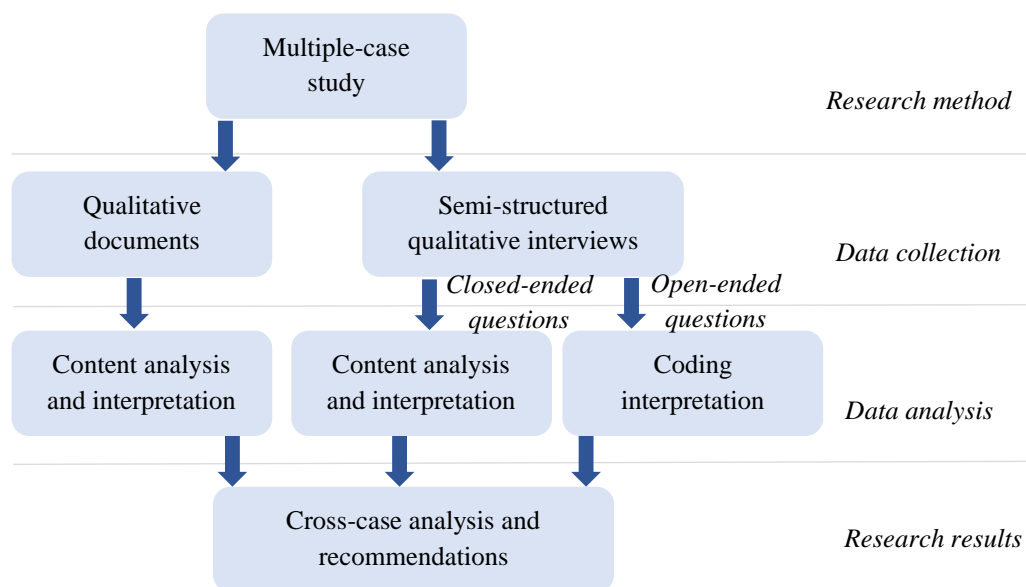 Multiple-case
study
Research method
Qualitative
documents
Semi-structured
qualitative interviews
Data collection
Closed-ended
questions
Open-ended
questions
Content analysis
and interpretation
Content analysis
and interpretation
Coding
interpretation
Data analysis
Cross-case analysis and
recommendations
Research results